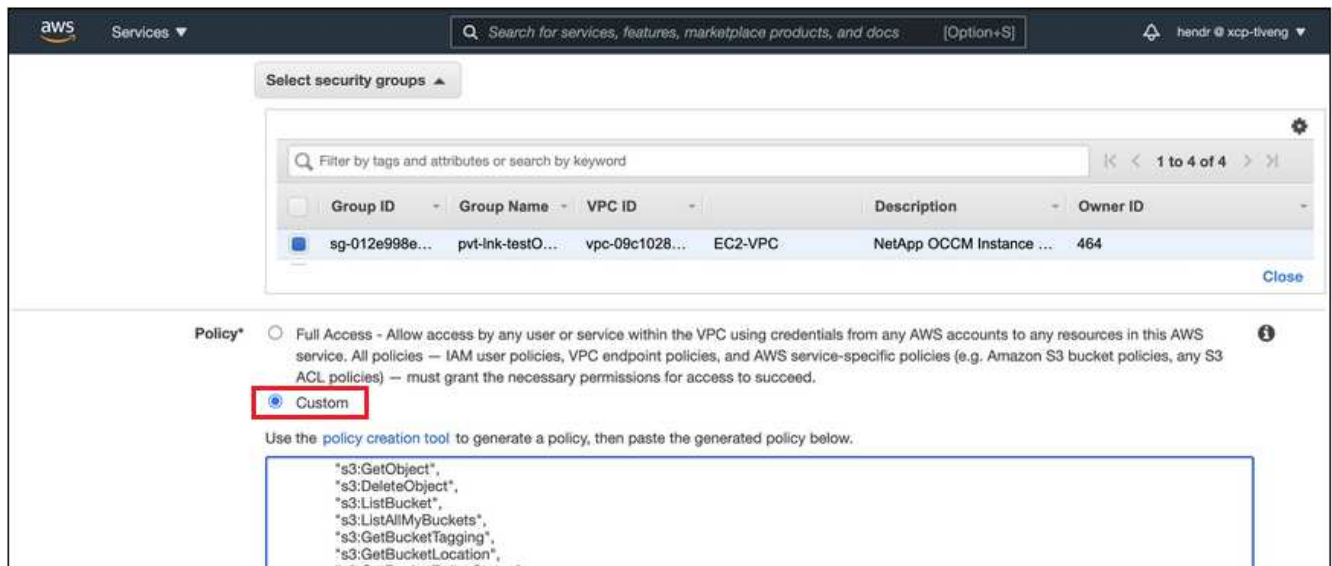 aws Services ▼ Search for services, features, marketplace products, and docs [Option+S] hendr @ xcp-tlveng ▼
Select security groups ▲
Filter by tags and attributes or search by keyword 1 to 4 of 4
Group ID Group Name VPC ID Description Owner ID
sg-012e998e... pvt-lnk-testO... vpc-09c1028... EC2-VPC NetApp OCCM Instance ... 464
Close
Policy* Full Access - Allow access by any user or service within the VPC using credentials from any AWS accounts to any resources in this AWS
service. All policies — IAM user policies, VPC endpoint policies, and AWS service-specific policies (e.g. Amazon S3 bucket policies, any S3
ACL policies) — must grant the necessary permissions for access to succeed.
Custom
Use the policy creation tool to generate a policy, then paste the generated policy below.
"s3:GetObject",
"s3:DeleteObject",
"s3:ListBucket",
"s3:ListAllMyBuckets",
"s3:GetBucketTagging",
"s3:GetBucketLocation",